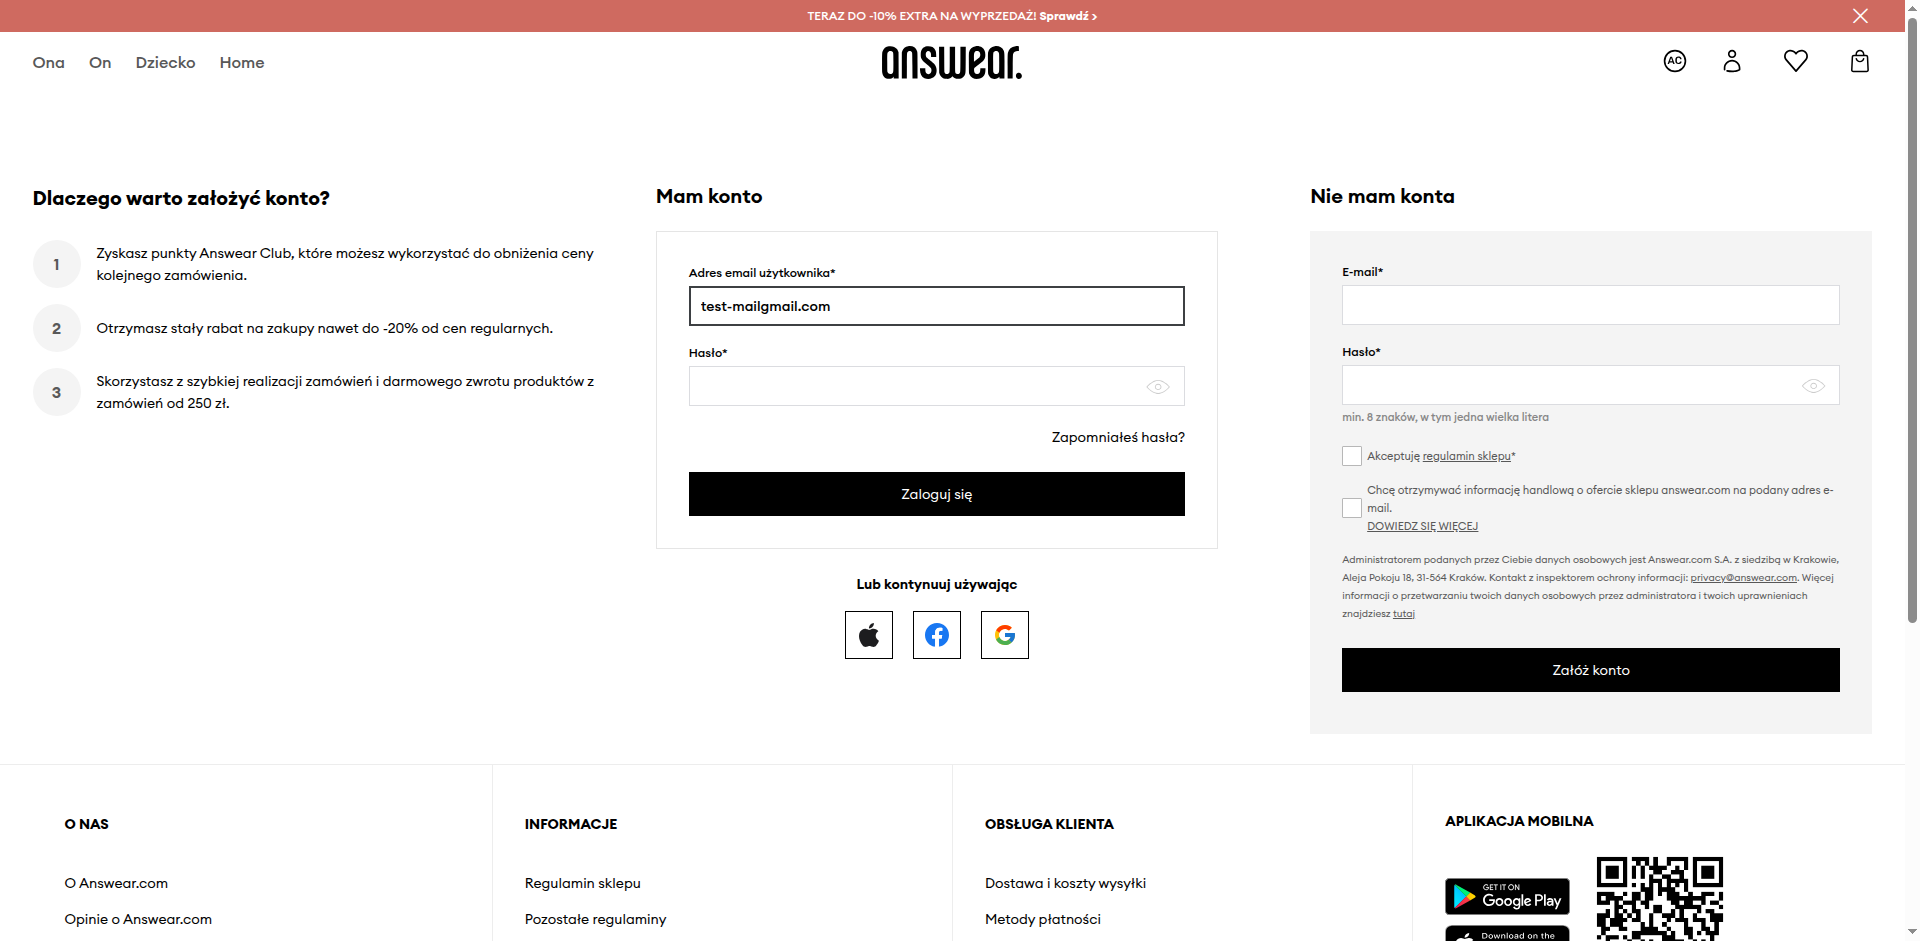 TERAZ DO -10% EXTRA NA WYPRZEDAŻ! Sprawdź >
Ona On Dziecko Home
answear.
AC
Dlaczego warto założyć konto?
1
Zyskasz punkty Answear Club, które możesz wykorzystać do obniżenia ceny
kolejnego zamówienia.
2
Otrzymasz stały rabat na zakupy nawet do -20% od cen regularnych.
3
Skorzystasz z szybkiej realizacji zamówień i darmowego zwrotu produktów z
zamówień od 250 zł.
Mam konto
Adres email użytkownika*
test-mailgmail.com
Hasło*
Zapomniałeś hasła?
Zaloguj się
Lub kontynuuj używając
Nie mam konta
E-mail*
Hasło*
min. 8 znaków, w tym jedna wielka litera
Akceptuję regulamin sklepu*
Chcę otrzymywać informację handlową o ofercie sklepu answear.com na podany adres e-
mail.
DOWIEDZ SIĘ WIĘCEJ
Administratorem podanych przez Ciebie danych osobowych jest Answear.com S.A. z siedzibą w Krakowie,
Aleja Pokoju 18, 31-564 Kraków. Kontakt z inspektorem ochrony informacji: privacy@answear.com. Więcej
informacji o przetwarzaniu twoich danych osobowych przez administratora i twoich uprawnieniach
znajdziesz tutaj
Załóż konto
O NAS
O Answear.com
Opinie o Answear.com
INFORMACJE
Regulamin sklepu
Pozostałe regulaminy
OBSŁUGA KLIENTA
Dostawa i koszty wysyłki
Metody płatności
APLIKACJA MOBILNA
GET IT ON
Google Play
Download on the